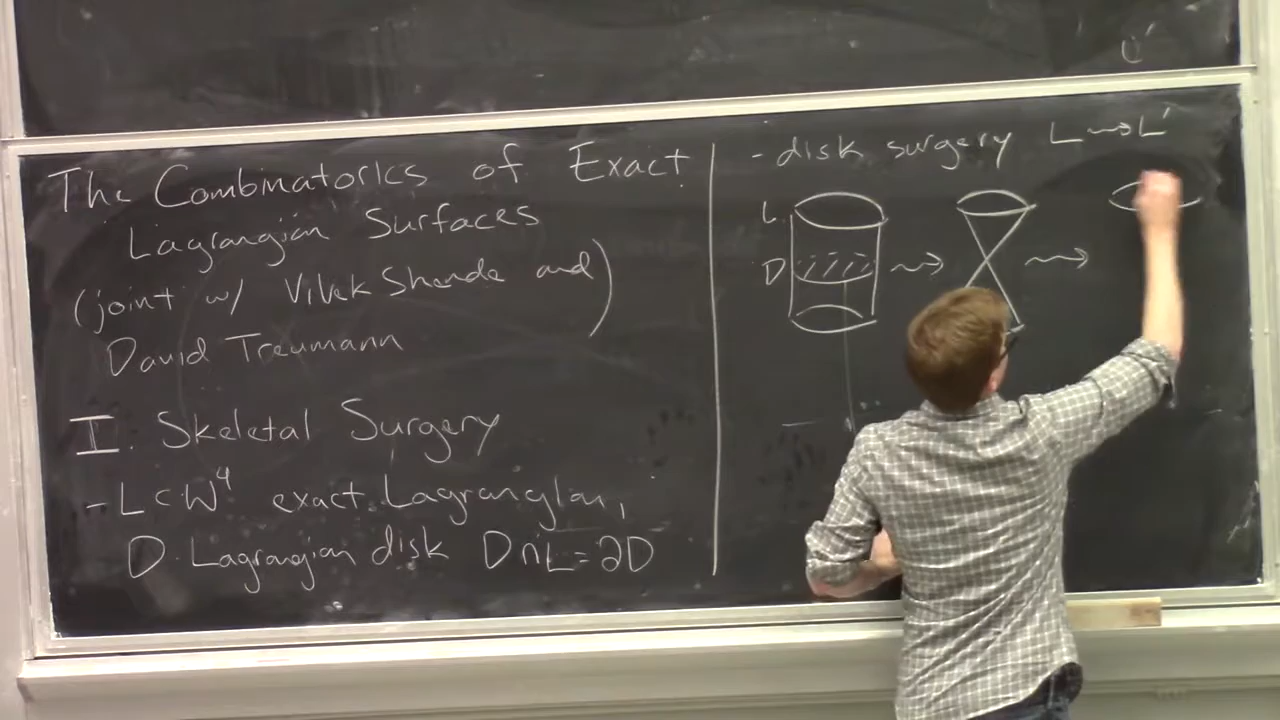 The Combinatorics of Exact
Lagrangian Surfaces
(joint w/ Vivek Shende and
David Treumann)
I. Skeletal Surgery
- L ⊂ W⁴ exact Lagrangian,
D Lagrangian disk D∩L = ∂D
- disk surgery L ⇝ L'
L
D